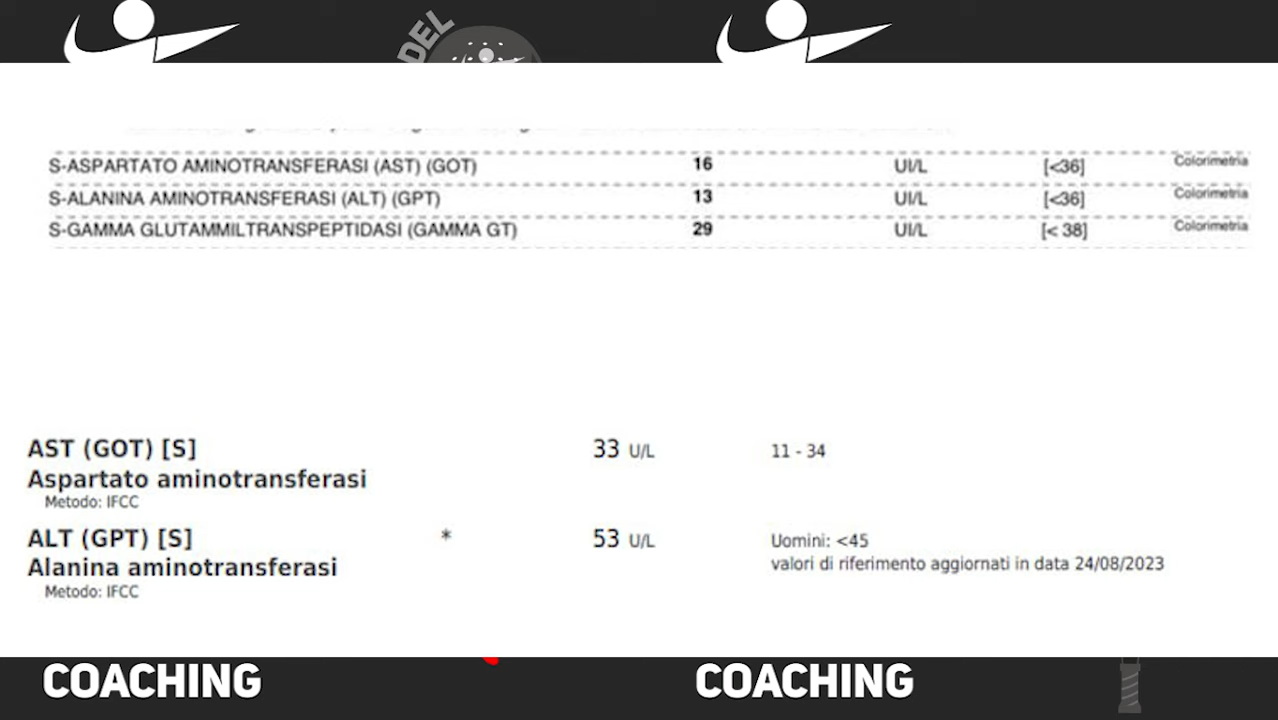 DEL
S-ASPARTATO AMINOTRANSFERASI (AST) (GOT) 16 UI/L [<36] Colorimetria
S-ALANINA AMINOTRANSFERASI (ALT) (GPT) 13 UI/L [<36] Colorimetria
S-GAMMA GLUTAMMILTRANSPEPTIDASI (GAMMA GT) 29 UI/L [< 38] Colorimetria
AST (GOT) [S] 33 U/L 11 - 34
Aspartato aminotransferasi
Metodo: IFCC
ALT (GPT) [S] * 53 U/L Uomini: <45
Alanina aminotransferasi valori di riferimento aggiornati in data 24/08/2023
Metodo: IFCC
COACHING COACHING